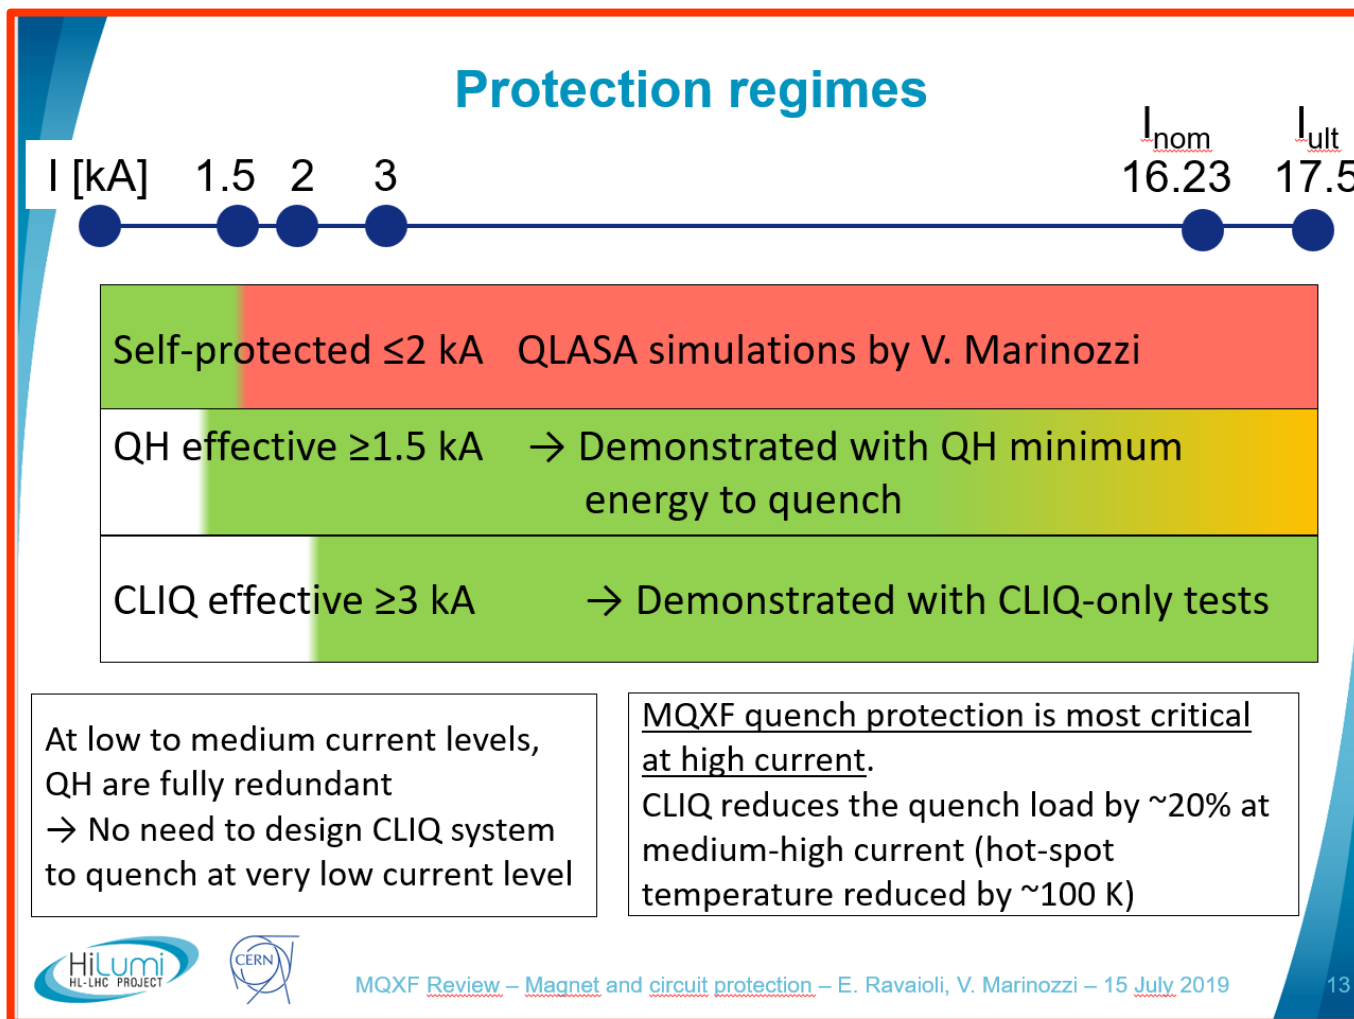 Protection regimes
I [kA] 1.5 2 3
I_nom 16.23
I_ult 17.5
Self-protected ≤2 kA QLASA simulations by V. Marinozzi
QH effective ≥1.5 kA → Demonstrated with QH minimum
energy to quench
CLIQ effective ≥3 kA → Demonstrated with CLIQ-only tests
At low to medium current levels,
QH are fully redundant
→ No need to design CLIQ system
to quench at very low current level
MQXF quench protection is most critical
at high current.
CLIQ reduces the quench load by ~20% at
medium-high current (hot-spot
temperature reduced by ~100 K)
HiLumi
HL-LHC PROJECT
CERN
MQXF Review – Magnet and circuit protection – E. Ravaioli, V. Marinozzi – 15 July 2019
13